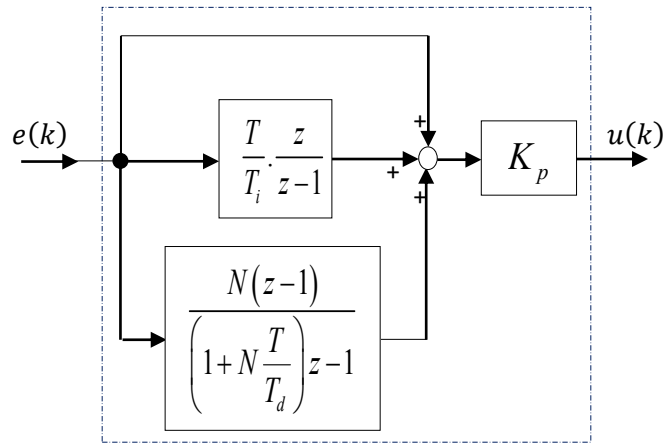 +
e(k)
T/T_i · z/(z−1)
+
K_p
u(k)
+
N(z−1)/((1+N T/T_d)z−1)